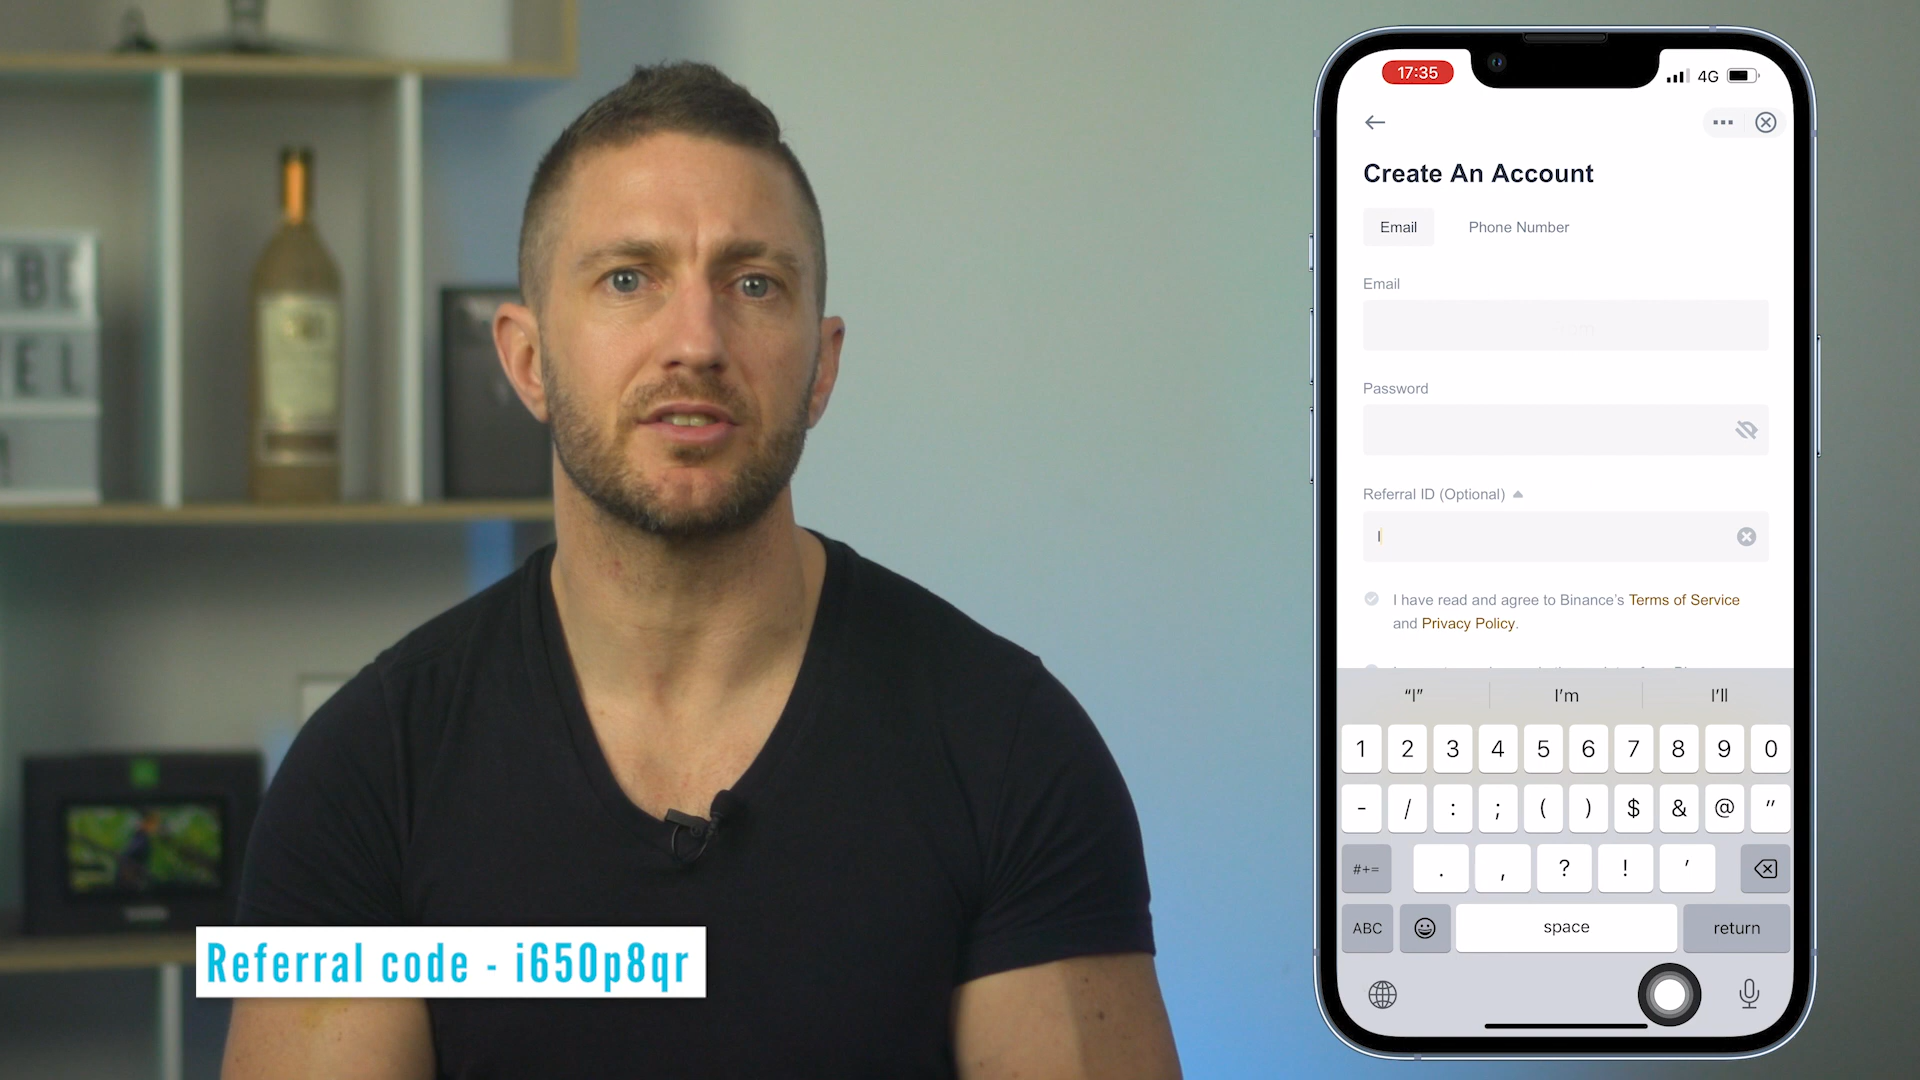 BE
EL
Referral code - i650p8qr
17:35
4G
Create An Account
Email
Phone Number
Email
Password
Referral ID (Optional)
I
I have read and agree to Binance's Terms of Service
and Privacy Policy.
“I”
I'm
I'll
1 2 3 4 5 6 7 8 9 0
- / : ; ( ) $ & @ "
#+= . , ? ! '
ABC
space
return